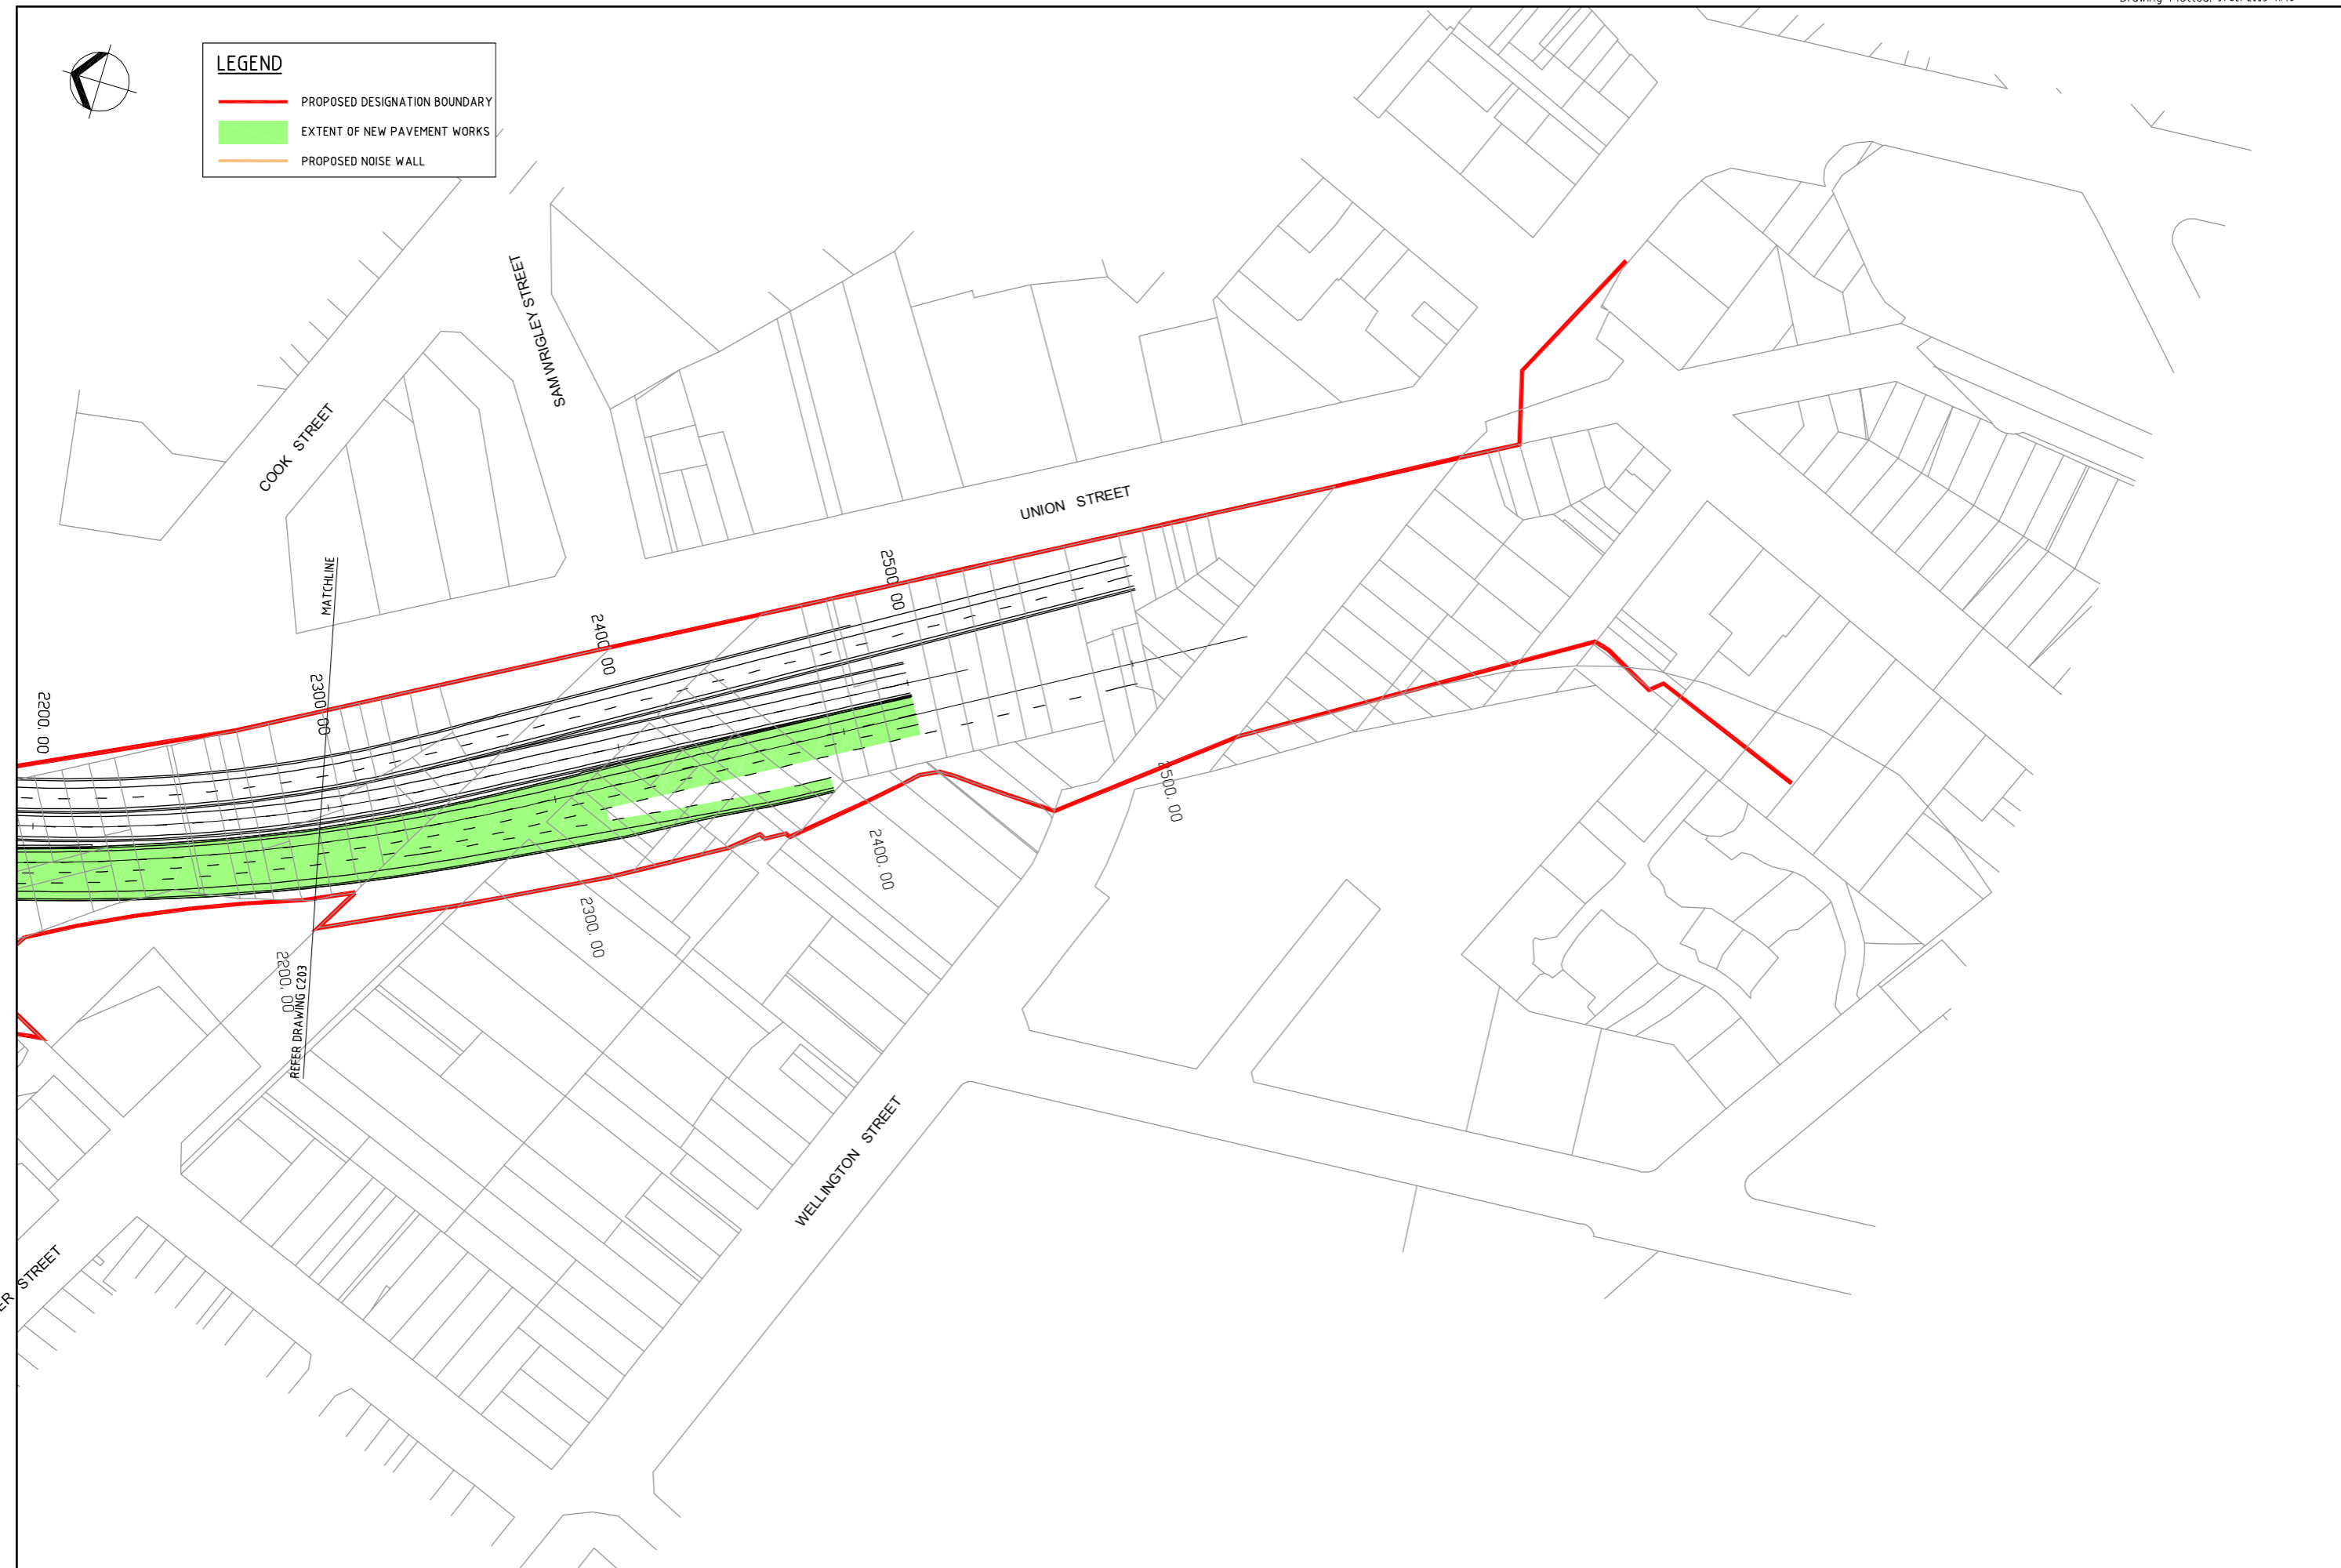 LEGEND
PROPOSED DESIGNATION BOUNDARY
EXTENT OF NEW PAVEMENT WORKS
PROPOSED NOISE WALL
SAM WRIGLEY STREET
COOK STREET
UNION STREET
MATCHLINE
2500.00
2400.00
2300.00
2200.00
2500.00
2400.00
2300.00
2200.00
REFER DRAWING C203
WELLINGTON STREET
STREET